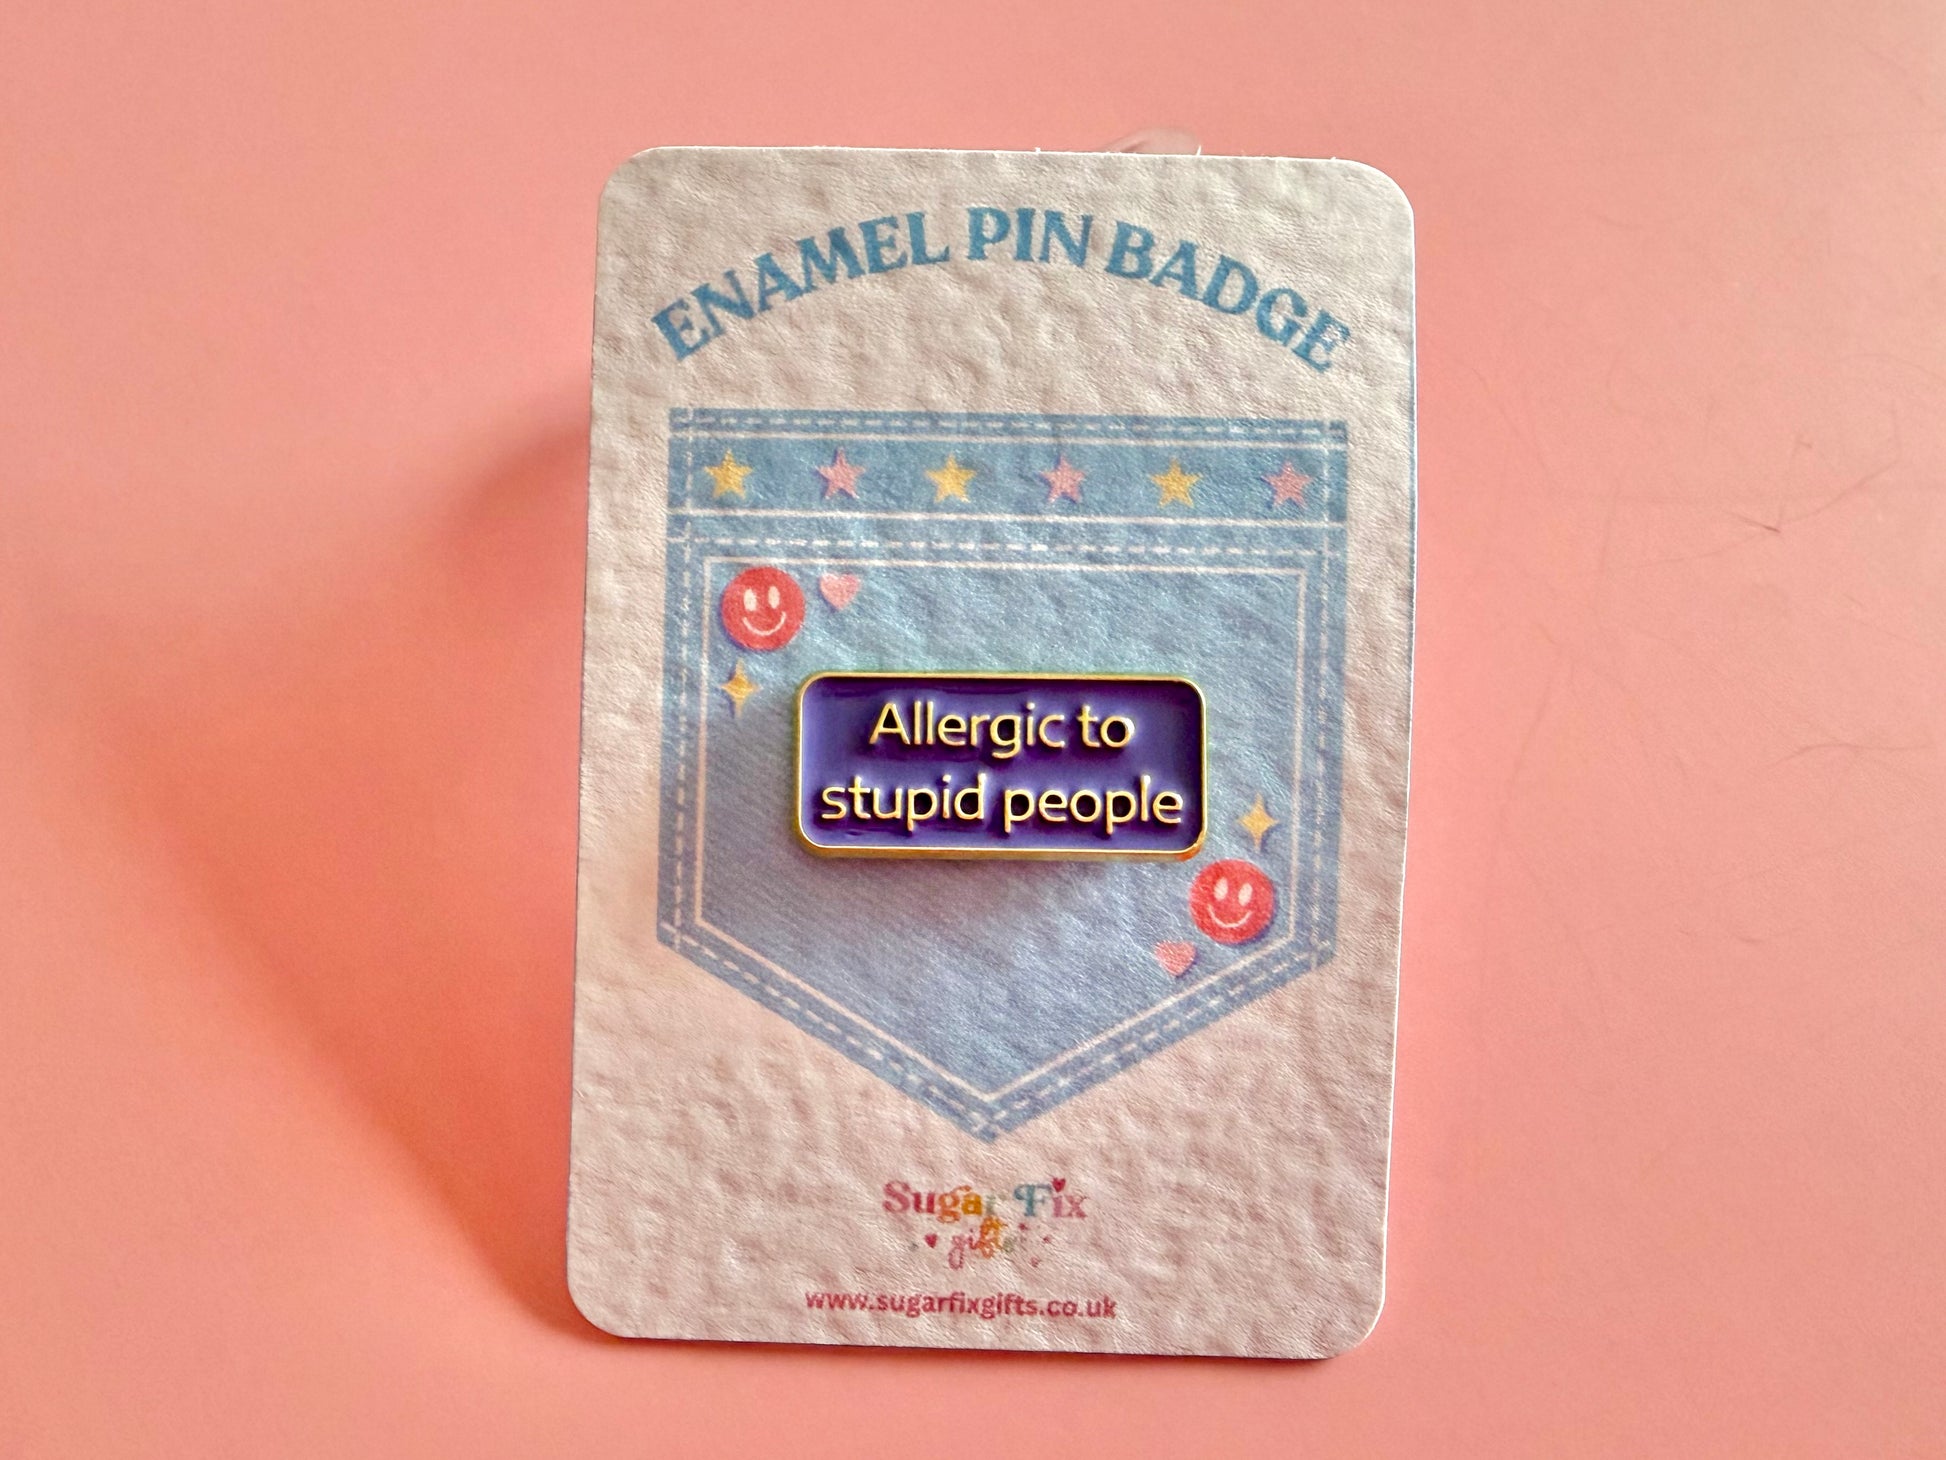 ENAMEL PIN BADGE
Allergic to
stupid people
Sugar Fix
gifts
www.sugarfixgifts.co.uk